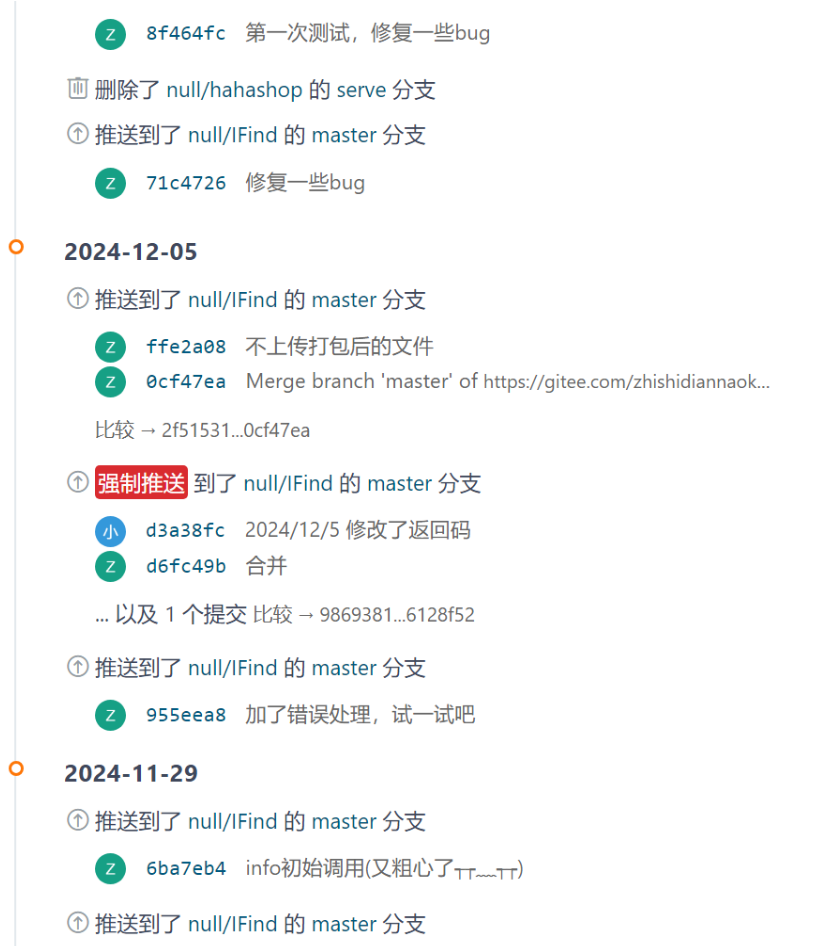 Z 8f464fc 第一次测试，修复一些bug
删除了 null/hahashop 的 serve 分支
推送到了 null/IFind 的 master 分支
Z 71c4726 修复一些bug
2024-12-05
推送到了 null/IFind 的 master 分支
Z ffe2a08 不上传打包后的文件
Z 0cf47ea Merge branch 'master' of https://gitee.com/zhishidiannaok...
比较 → 2f51531...0cf47ea
强制推送 到了 null/IFind 的 master 分支
小 d3a38fc 2024/12/5 修改了返回码
Z d6fc49b 合并
... 以及 1 个提交 比较 → 9869381...6128f52
推送到了 null/IFind 的 master 分支
Z 955eea8 加了错误处理，试一试吧
2024-11-29
推送到了 null/IFind 的 master 分支
Z 6ba7eb4 info初始调用(又粗心了┬┬﹏┬┬)
推送到了 null/IFind 的 master 分支